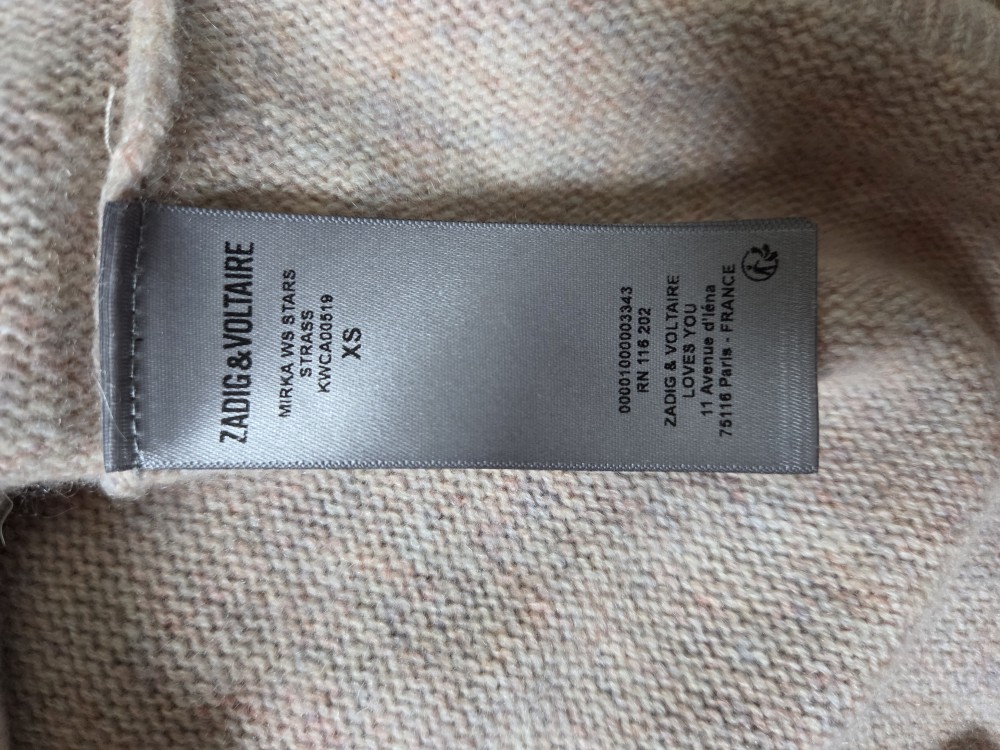 ZADIG&VOLTAIRE
MIRKA WS STARS
STRASS
KWCA00519
XS
0000100000003343
RN 116 202
ZADIG & VOLTAIRE
LOVES YOU
11 Avenue d'Iéna
75116 Paris - FRANCE